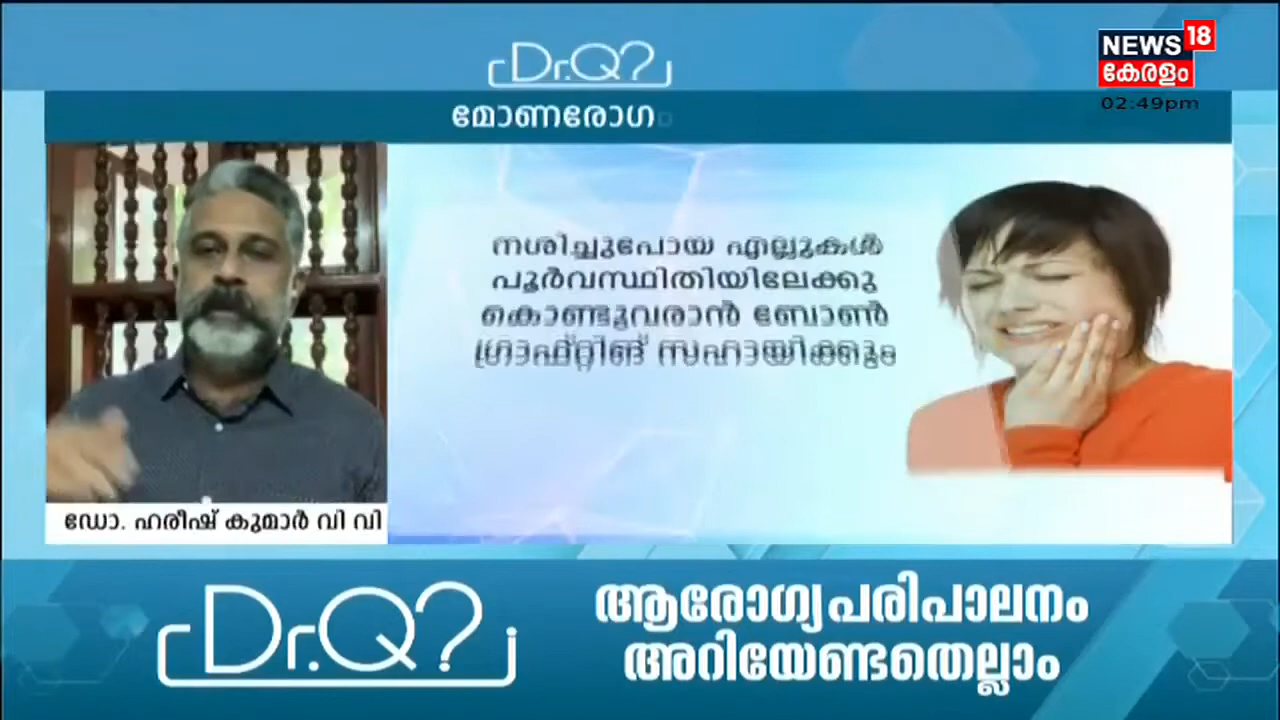 Dr.Q?
NEWS 18
കേരളം
02:49pm
മോണരോഗം
നശിച്ചുപോയ എല്ലുകൾ
പൂർവസ്ഥിതിയിലേക്കു
കൊണ്ടുവരാൻ ബോൺ
ഗ്രാഫ്റ്റിങ് സഹായിക്കും
ഡോ. ഹരീഷ് കുമാർ വി വി
Dr.Q?
ആരോഗ്യപരിപാലനം
അറിയേണ്ടതെല്ലാം